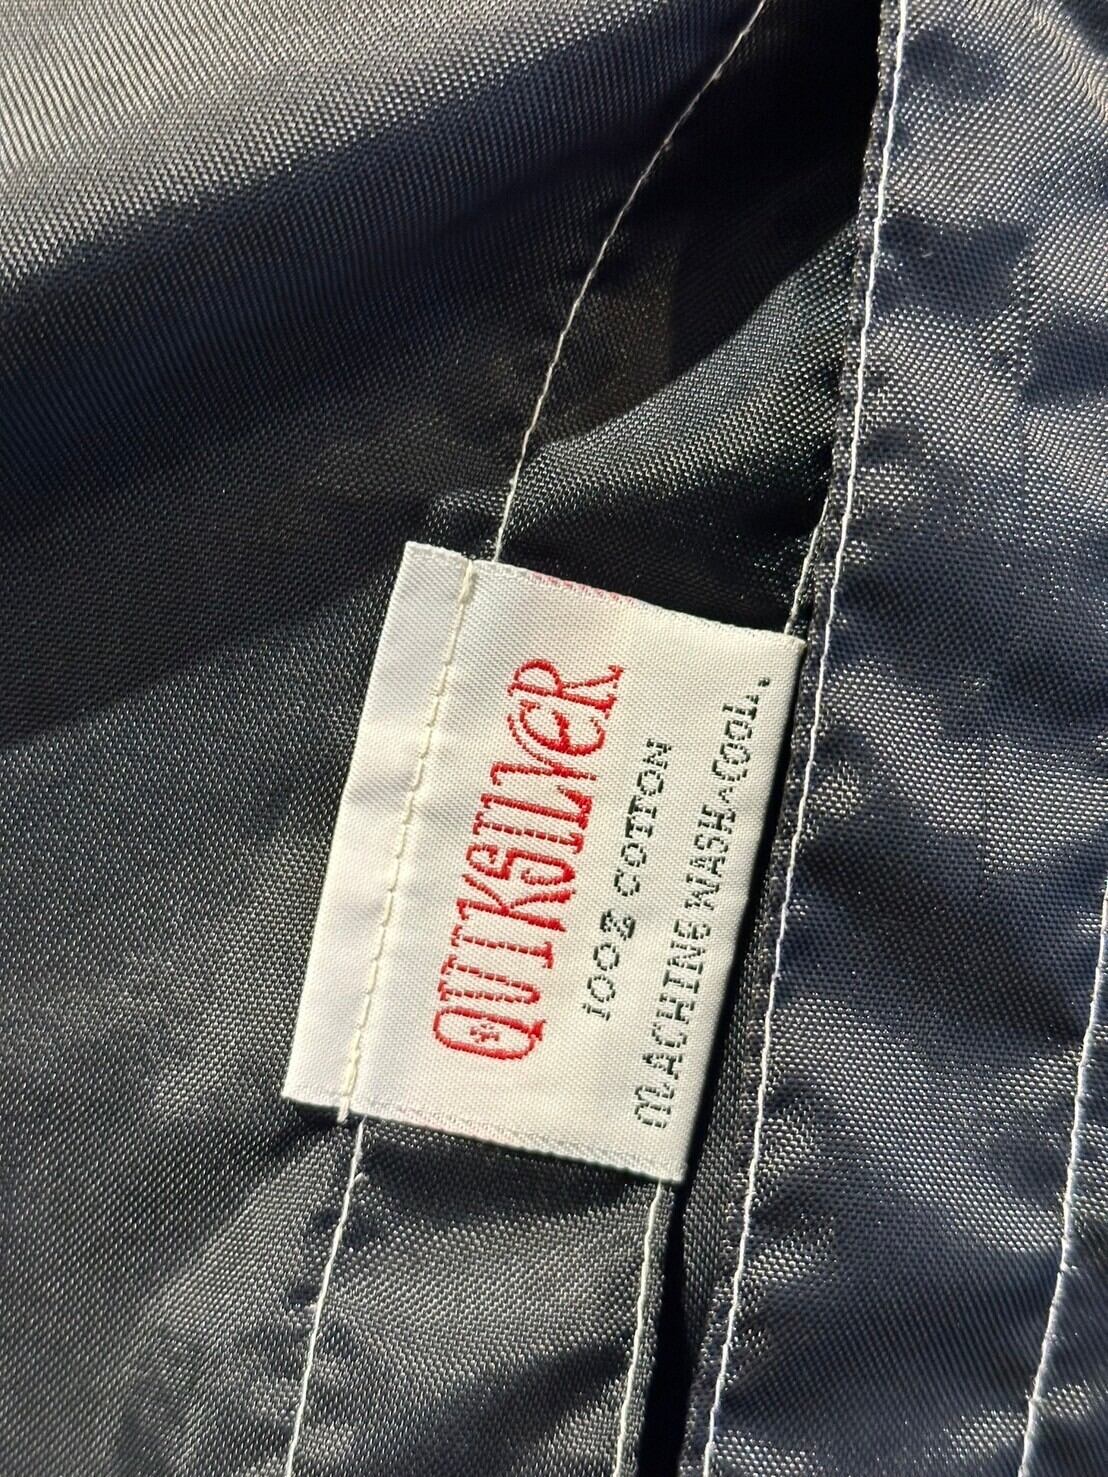 QUIKSILVER
100% COTTON
MACHINE WASH-COOL.